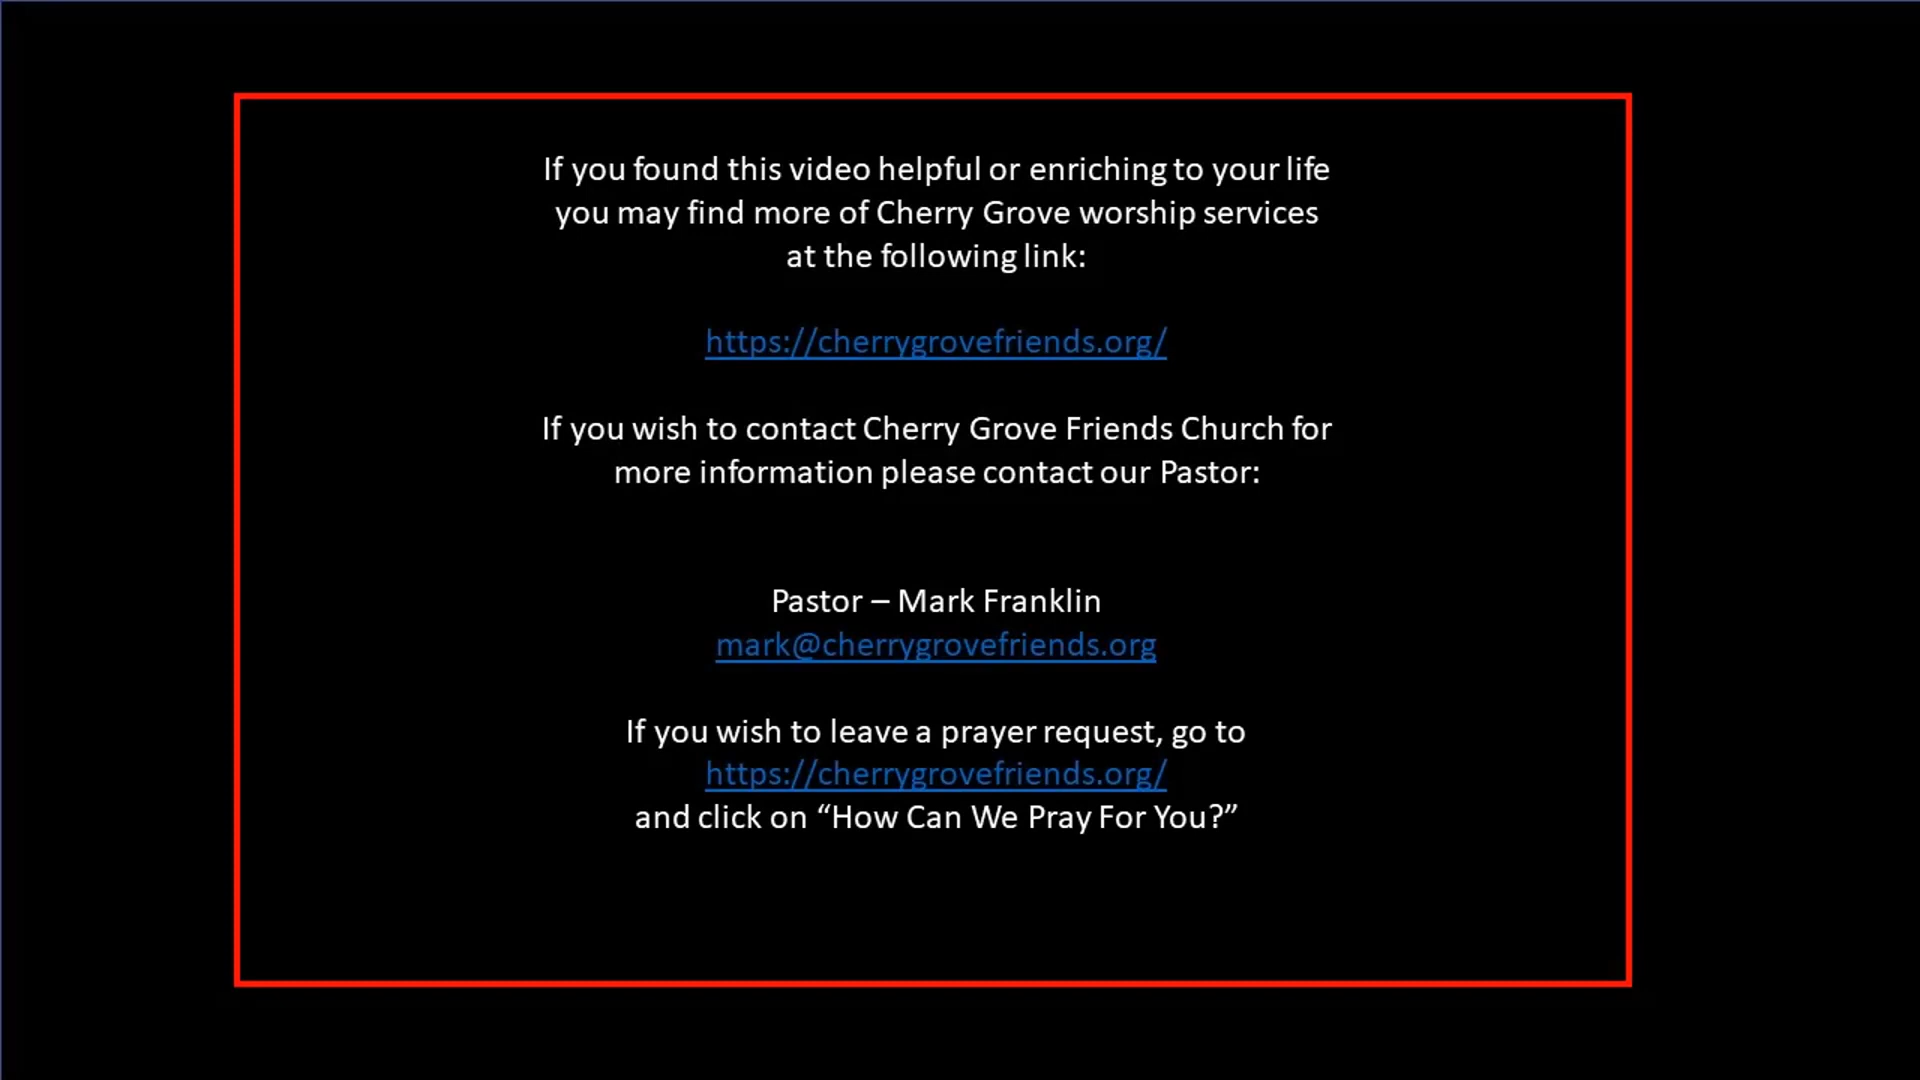 If you found this video helpful or enriching to your life
you may find more of Cherry Grove worship services
at the following link:
https://cherrygrovefriends.org/
If you wish to contact Cherry Grove Friends Church for
more information please contact our Pastor:
Pastor – Mark Franklin
mark@cherrygrovefriends.org
If you wish to leave a prayer request, go to
https://cherrygrovefriends.org/
and click on “How Can We Pray For You?”